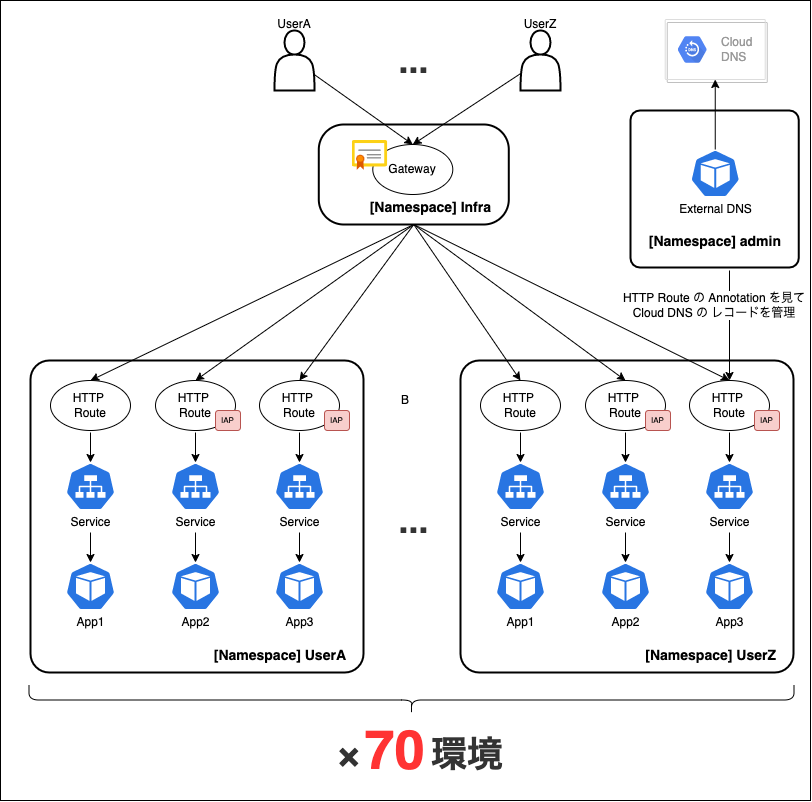 UserA
UserZ
...
Cloud
DNS
Gateway
[Namespace] Infra
DNS
External DNS
[Namespace] admin
HTTP Route の Annotation を見て
Cloud DNS の レコードを管理
HTTP
Route
IAP
HTTP
Route
IAP
HTTP
Route
B
HTTP
Route
HTTP
Route
IAP
HTTP
Route
IAP
Service
Service
Service
Service
Service
Service
...
App1
App2
App3
App1
App2
App3
[Namespace] UserA
[Namespace] UserZ
×70環境